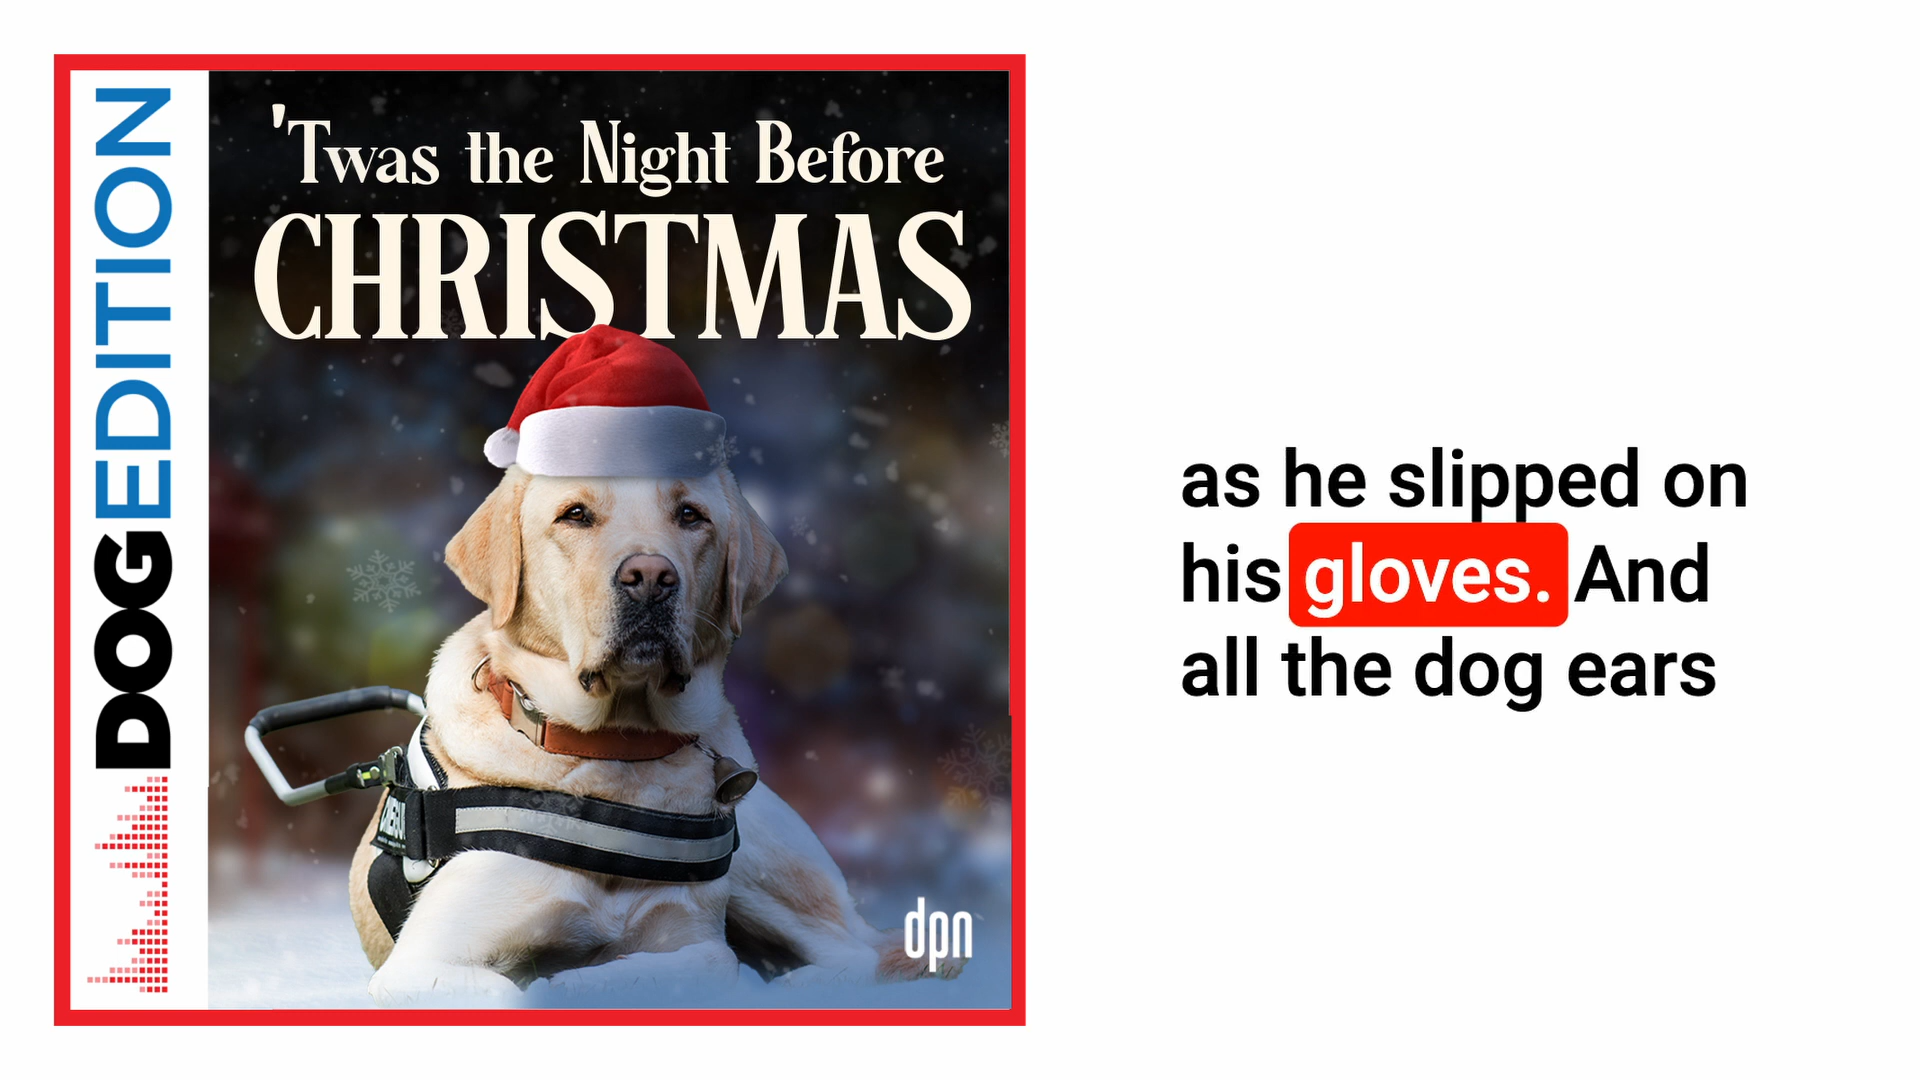 DOGEDITION
'Twas the Night Before
CHRISTMAS
dpn
as he slipped on
his gloves. And
all the dog ears